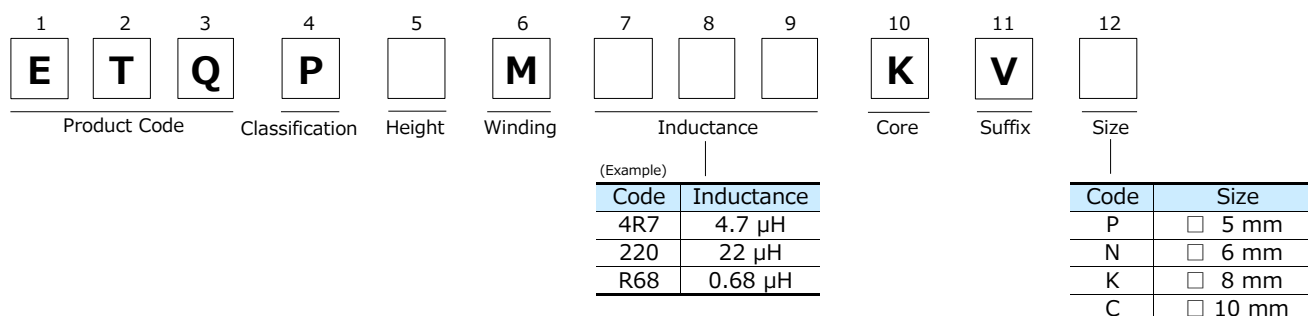 1 2 3 4 5 6 7 8 9 10 11 12
E T Q P M K V
Product Code Classification Height Winding Inductance Core Suffix Size
(Example)
Code Inductance
4R7 4.7 μH
220 22 μH
R68 0.68 μH
Code Size
P □ 5 mm
N □ 6 mm
K □ 8 mm
C □ 10 mm